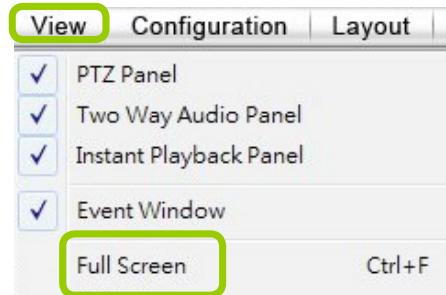 View Configuration Layout
PTZ Panel
Two Way Audio Panel
Instant Playback Panel
Event Window
Full Screen Ctrl+F